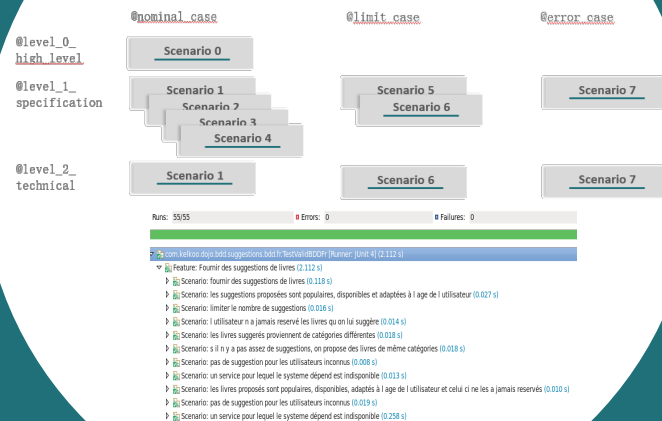 @nominal_case @limit_case @error_case
@level_0_
high_level
Scenario 0
@level_1_
specification
Scenario 1
Scenario 2
Scenario 3
Scenario 4
Scenario 5
Scenario 6
Scenario 7
@level_2_
technical
Scenario 1
Scenario 6
Scenario 7
Runs: 55/55 Errors: 0 Failures: 0
com.kelkoo.dojo.bdd.suggestions.bdd.fr.TestValidBDDFr [Runner: JUnit 4] (2.112 s)
Feature: Fournir des suggestions de livres (2.112 s)
Scenario: fournir des suggestions de livres (0.118 s)
Scenario: les suggestions proposées sont populaires, disponibles et adaptées à l age de l utilisateur (0.027 s)
Scenario: limiter le nombre de suggestions (0.016 s)
Scenario: l utilisateur n a jamais reservé les livres qu on lui suggère (0.014 s)
Scenario: les livres suggérés proviennent de catégories différentes (0.018 s)
Scenario: s il n y a pas assez de suggestions, on propose des livres de même catégories (0.018 s)
Scenario: pas de suggestion pour les utilisateurs inconnus (0.008 s)
Scenario: un service pour lequel le systeme dépend est indisponible (0.013 s)
Scenario: les livres proposés sont populaires, disponibles, adaptés à l age de l utilisateur et celui ci ne les a jamais reservés (0.010 s)
Scenario: pas de suggestion pour les utilisateurs inconnus (0.019 s)
Scenario: un service pour lequel le systeme dépend est indisponible (0.258 s)